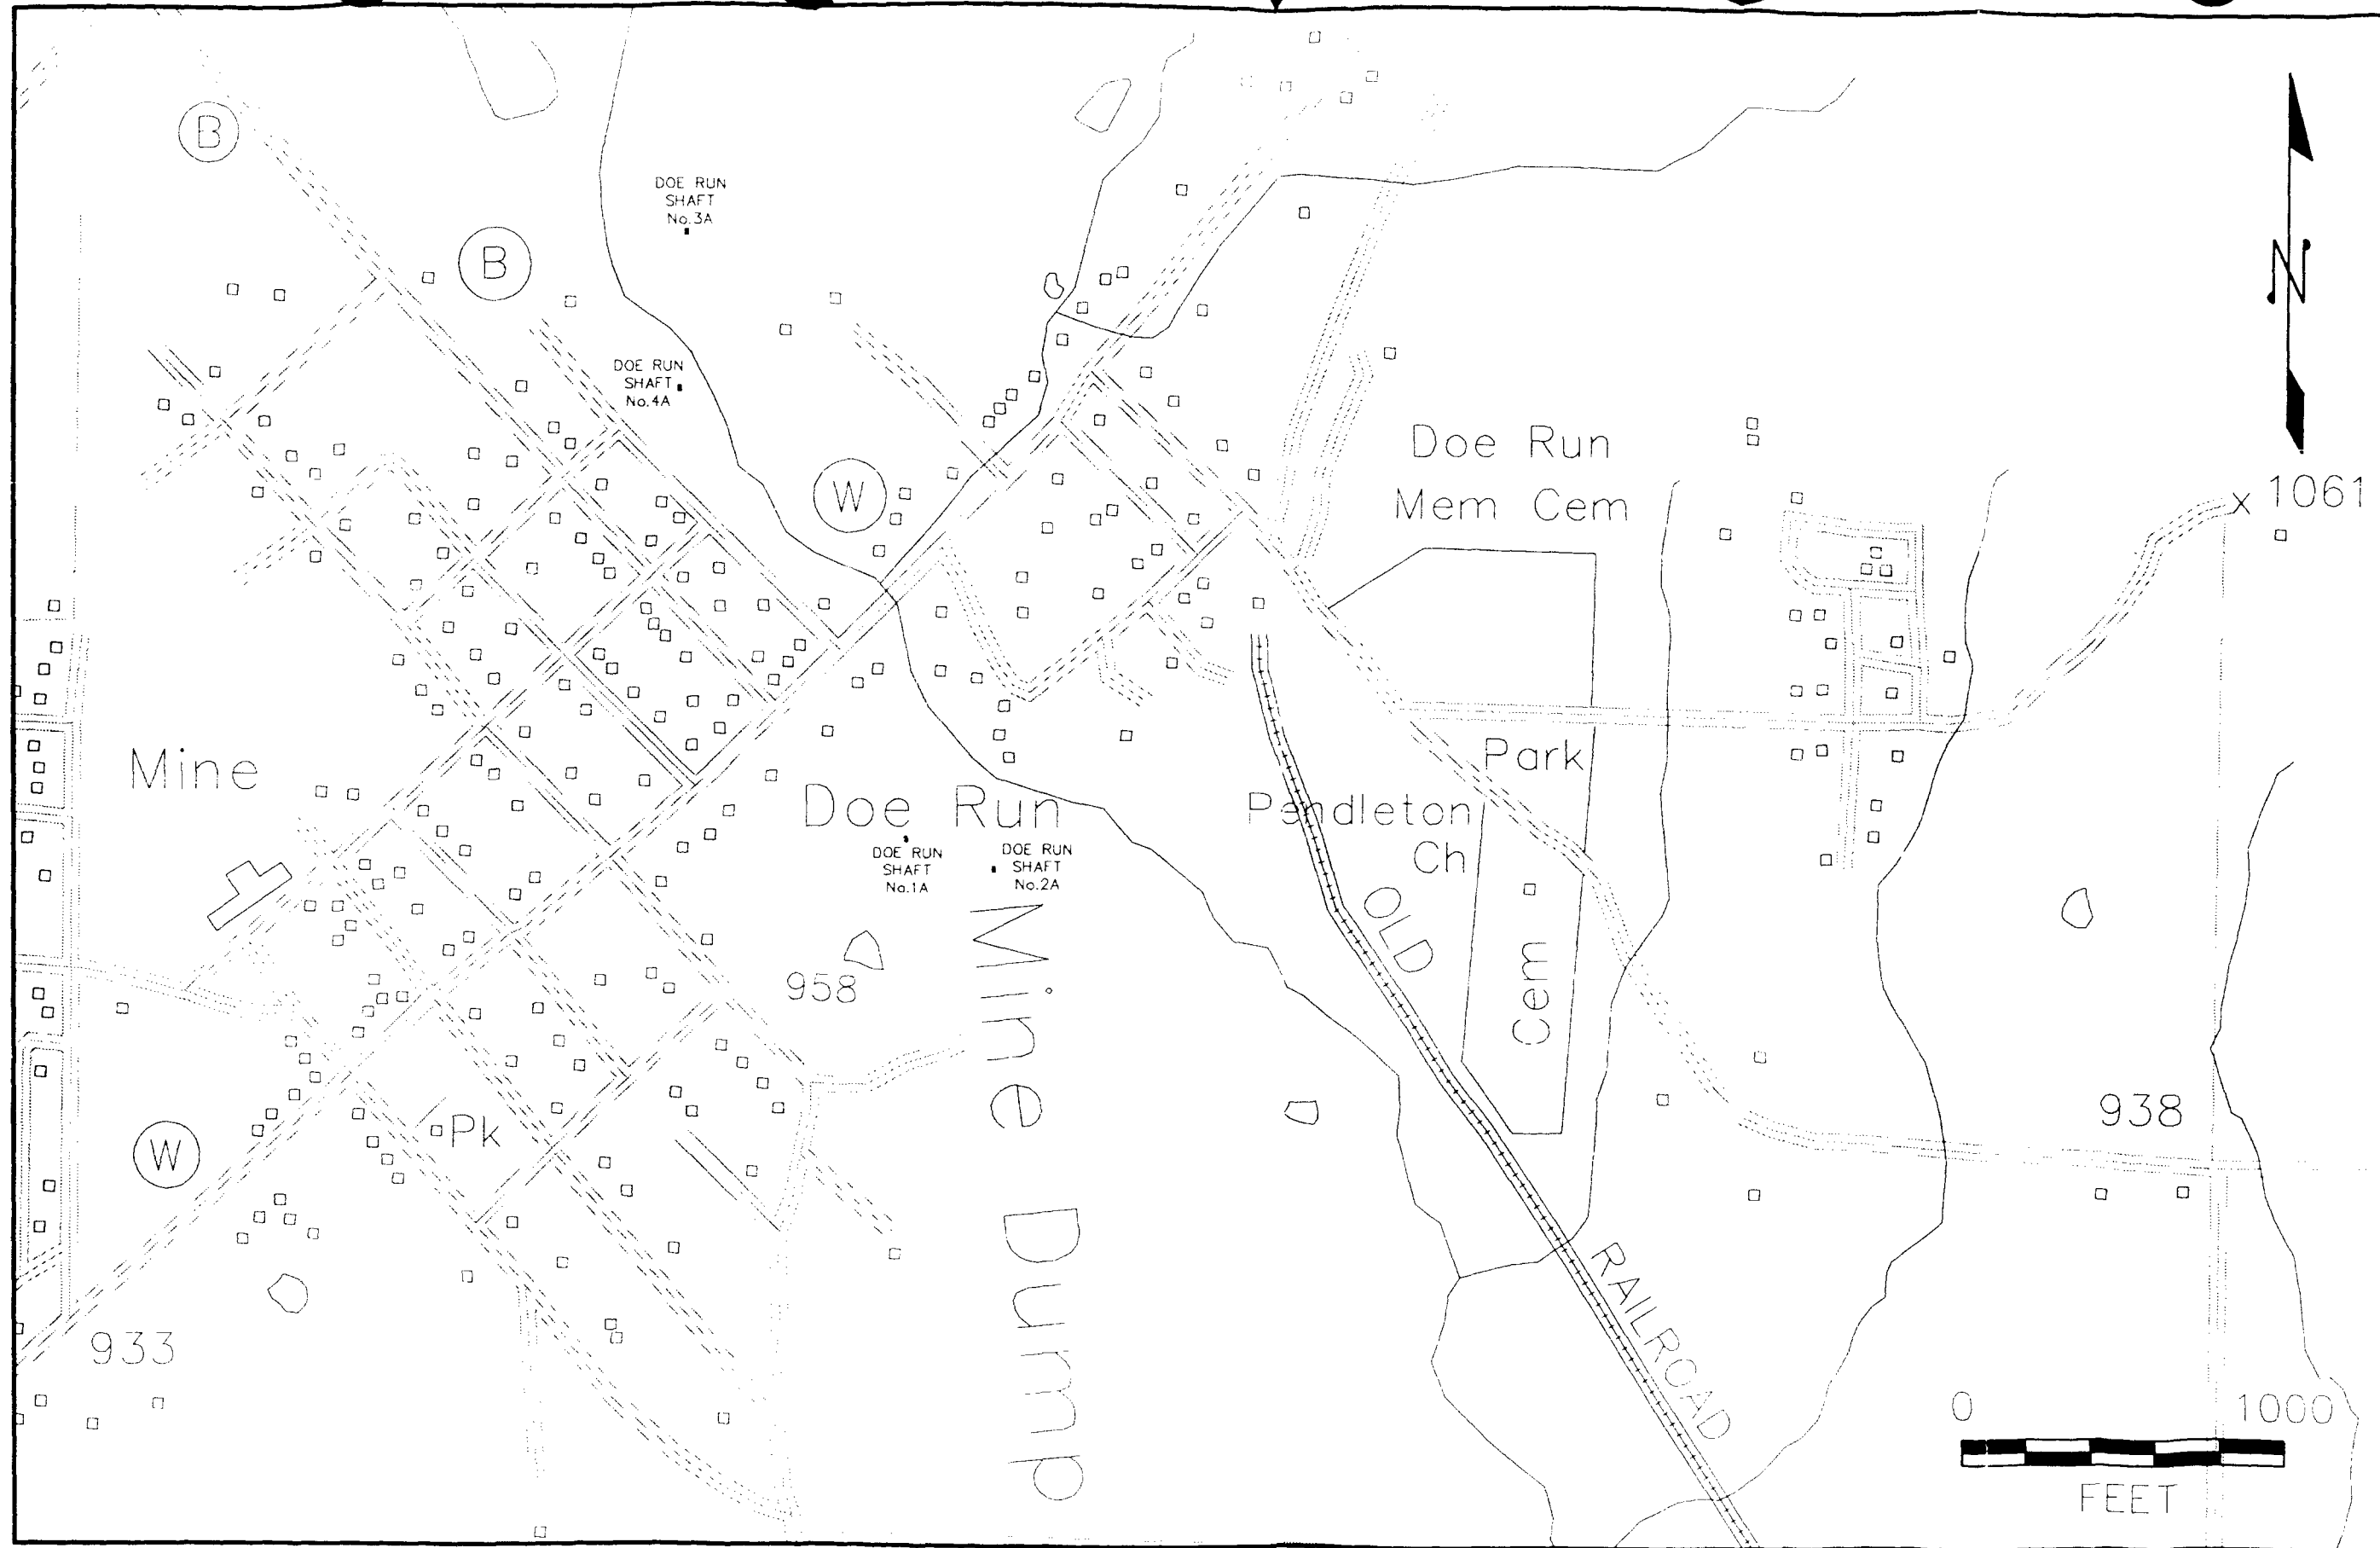 B
DOE RUN
SHAFT
No.3A
B
N
DOE RUN
SHAFT
No.4A
Doe Run
Mem Cem
W
x 1061
Mine
Park
Doe Run
Pendleton
Ch
DOE RUN
SHAFT
No.1A
DOE RUN
SHAFT
No.2A
OLD
RAILROAD
Cem
958
Mine Dump
938
Pk
W
933
0 1000
FEET